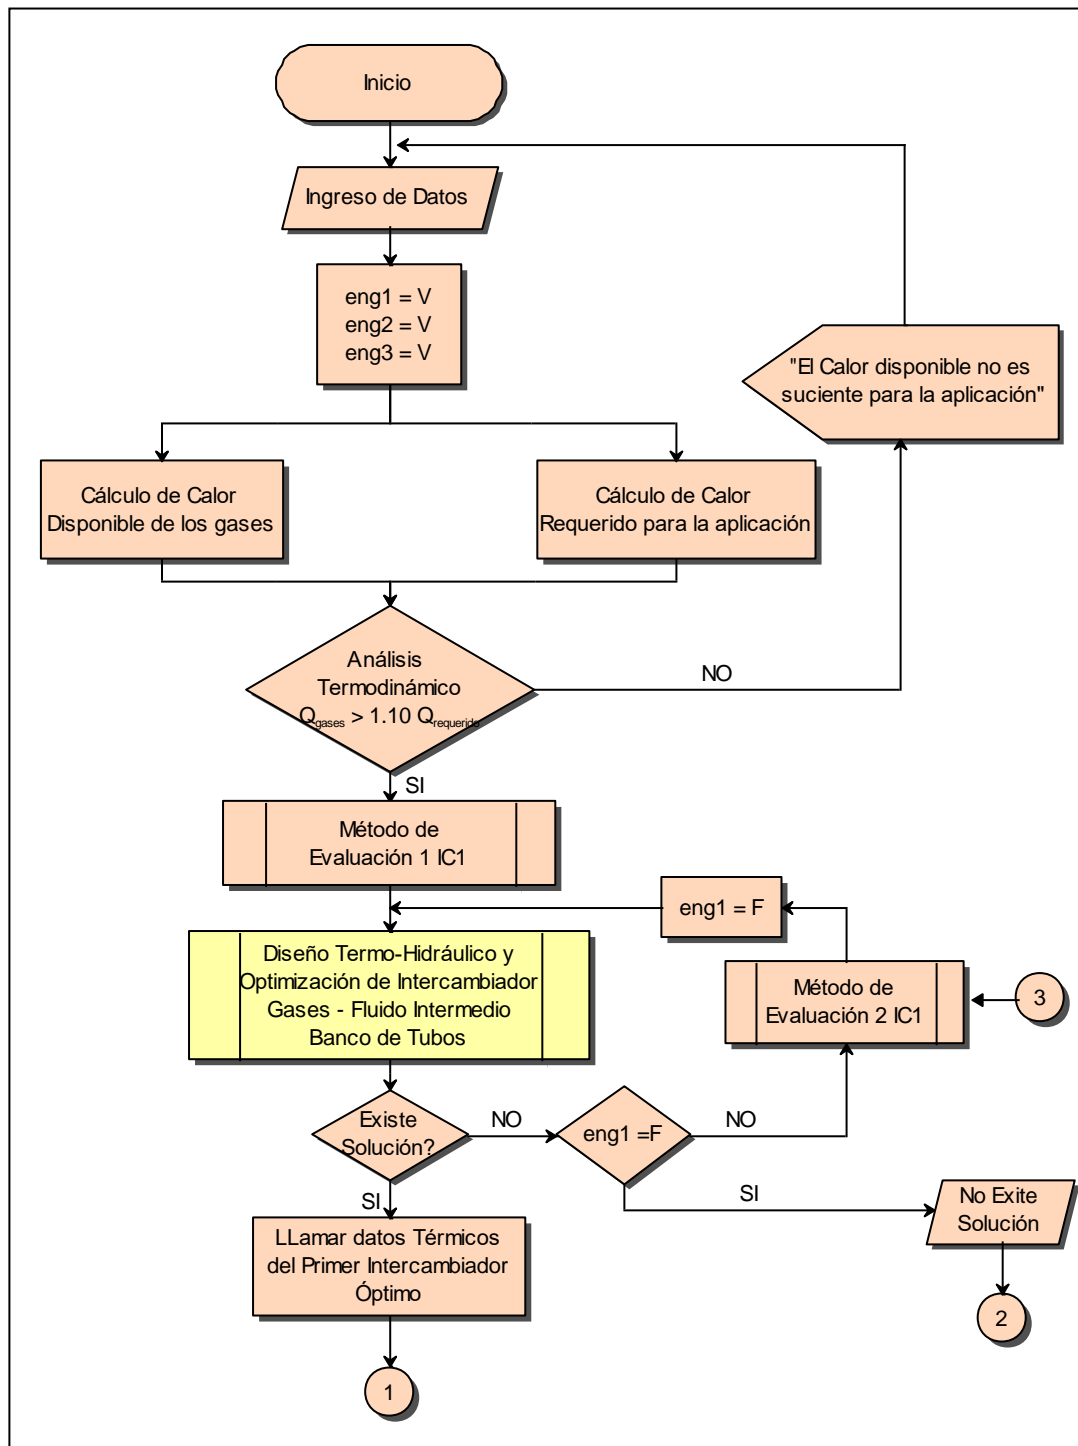 Inicio
Ingreso de Datos
eng1 = V
eng2 = V
eng3 = V
"El Calor disponible no es
suciente para la aplicación"
Cálculo de Calor
Disponible de los gases
Cálculo de Calor
Requerido para la aplicación
Análisis
Termodinámico
Qgases > 1.10 Qrequerido
NO
SI
Método de
Evaluación 1 IC1
eng1 = F
Diseño Termo-Hidráulico y
Optimización de Intercambiador
Gases - Fluido Intermedio
Banco de Tubos
Método de
Evaluación 2 IC1
3
Existe
Solución?
NO
eng1 =F
NO
SI
SI
No Exite
Solución
LLamar datos Térmicos
del Primer Intercambiador
Óptimo
2
1